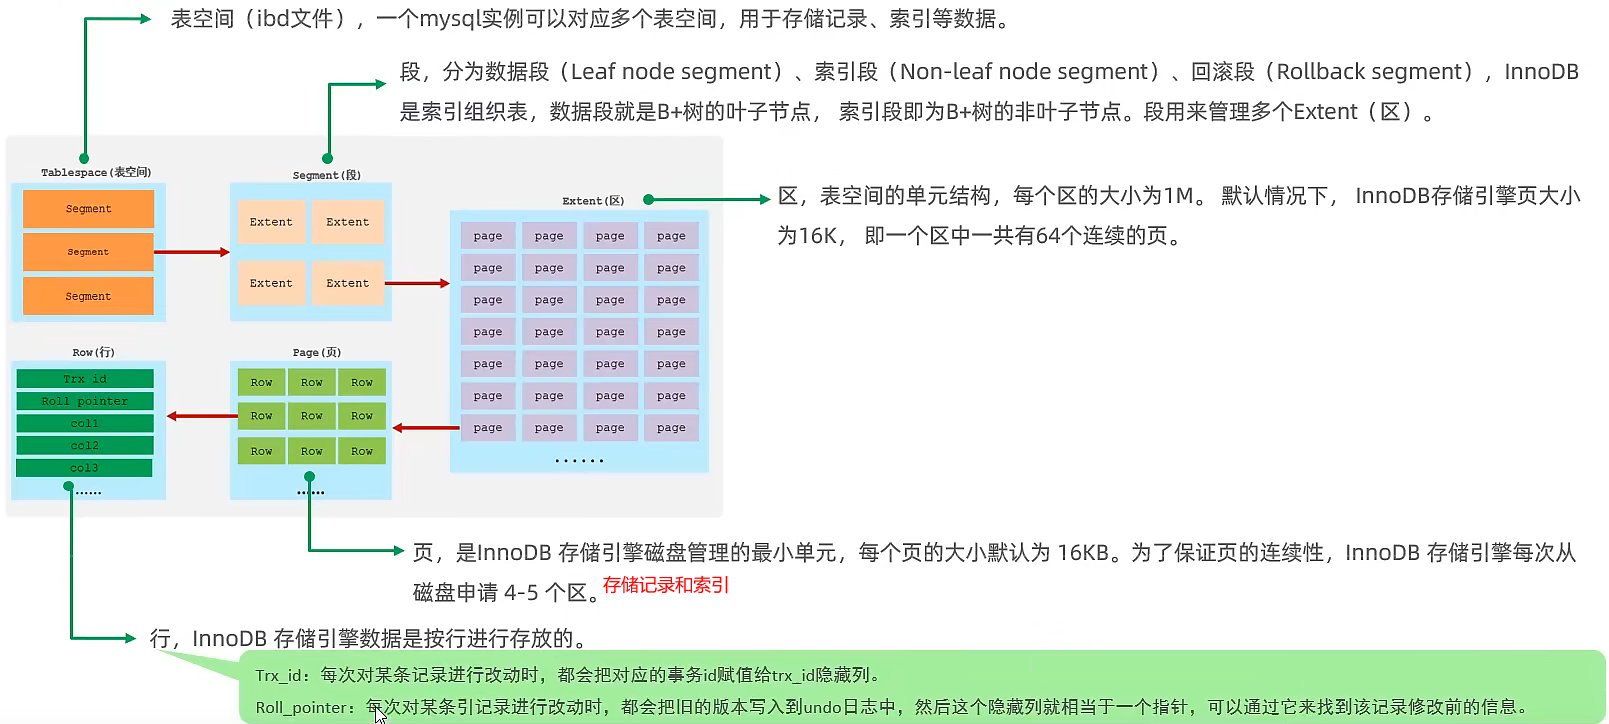 表空间（ibd文件），一个mysql实例可以对应多个表空间，用于存储记录、索引等数据。
段，分为数据段（Leaf node segment）、索引段（Non-leaf node segment）、回滚段（Rollback segment），InnoDB
是索引组织表，数据段就是B+树的叶子节点， 索引段即为B+树的非叶子节点。段用来管理多个Extent（区）。
Tablespace(表空间)
Segment
Segment
Segment
Segment(段)
Extent Extent
Extent Extent
Extent(区)
page page page page
page page page page
page page page page
page page page page
page page page page
page page page page
page page page page
......
区，表空间的单元结构，每个区的大小为1M。 默认情况下， InnoDB存储引擎页大小
为16K， 即一个区中一共有64个连续的页。
Row(行)
Trx id
Roll pointer
col1
col2
col3
......
Page(页)
Row Row Row
Row Row Row
Row Row Row
......
页，是InnoDB 存储引擎磁盘管理的最小单元，每个页的大小默认为 16KB。为了保证页的连续性，InnoDB 存储引擎每次从
磁盘申请 4-5 个区。存储记录和索引
行，InnoDB 存储引擎数据是按行进行存放的。
Trx_id：每次对某条记录进行改动时，都会把对应的事务id赋值给trx_id隐藏列。
Roll_pointer：每次对某条引记录进行改动时，都会把旧的版本写入到undo日志中，然后这个隐藏列就相当于一个指针，可以通过它来找到该记录修改前的信息。